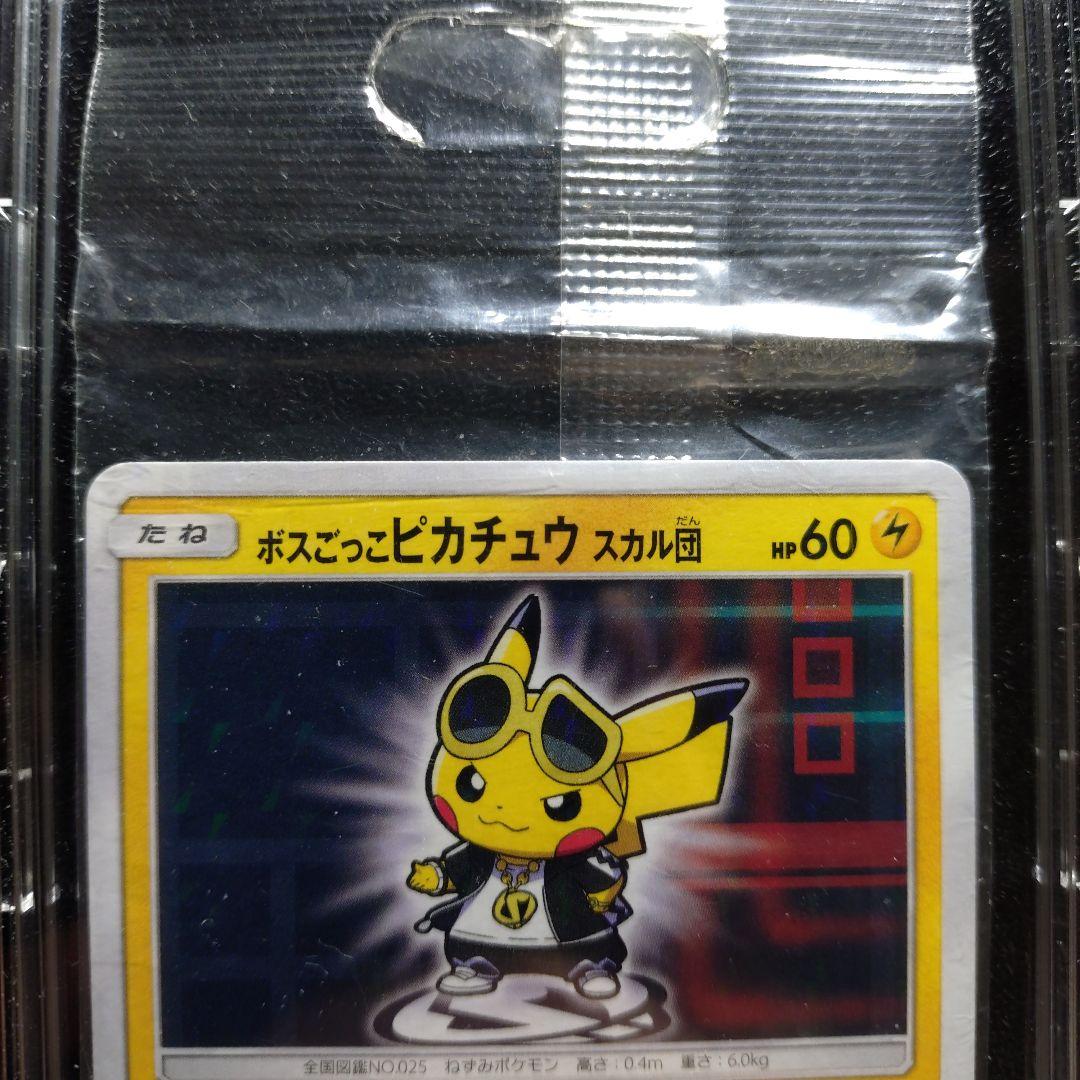 たね ボスごっこピカチュウ スカル団 HP60
だん
全国図鑑NO.025 ねずみポケモン 高さ:0.4m 重さ:6.0kg